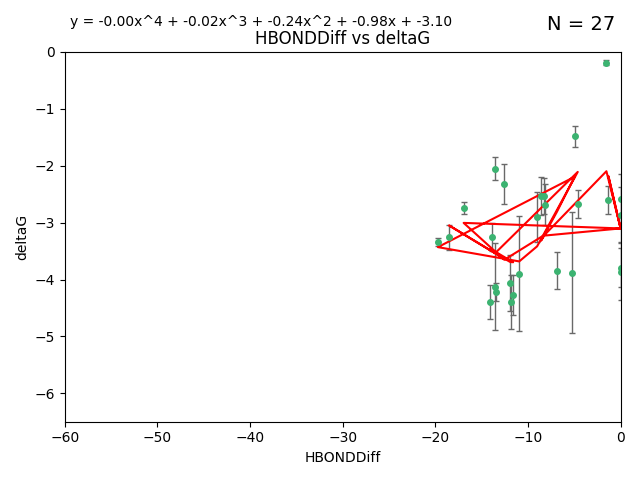 y = -0.00x^4 + -0.02x^3 + -0.24x^2 + -0.98x + -3.10
N = 27
HBONDDiff vs deltaG
0
−1
−2
−3
−4
−5
−6
deltaG
−60 −50 −40 −30 −20 −10 0
HBONDDiff